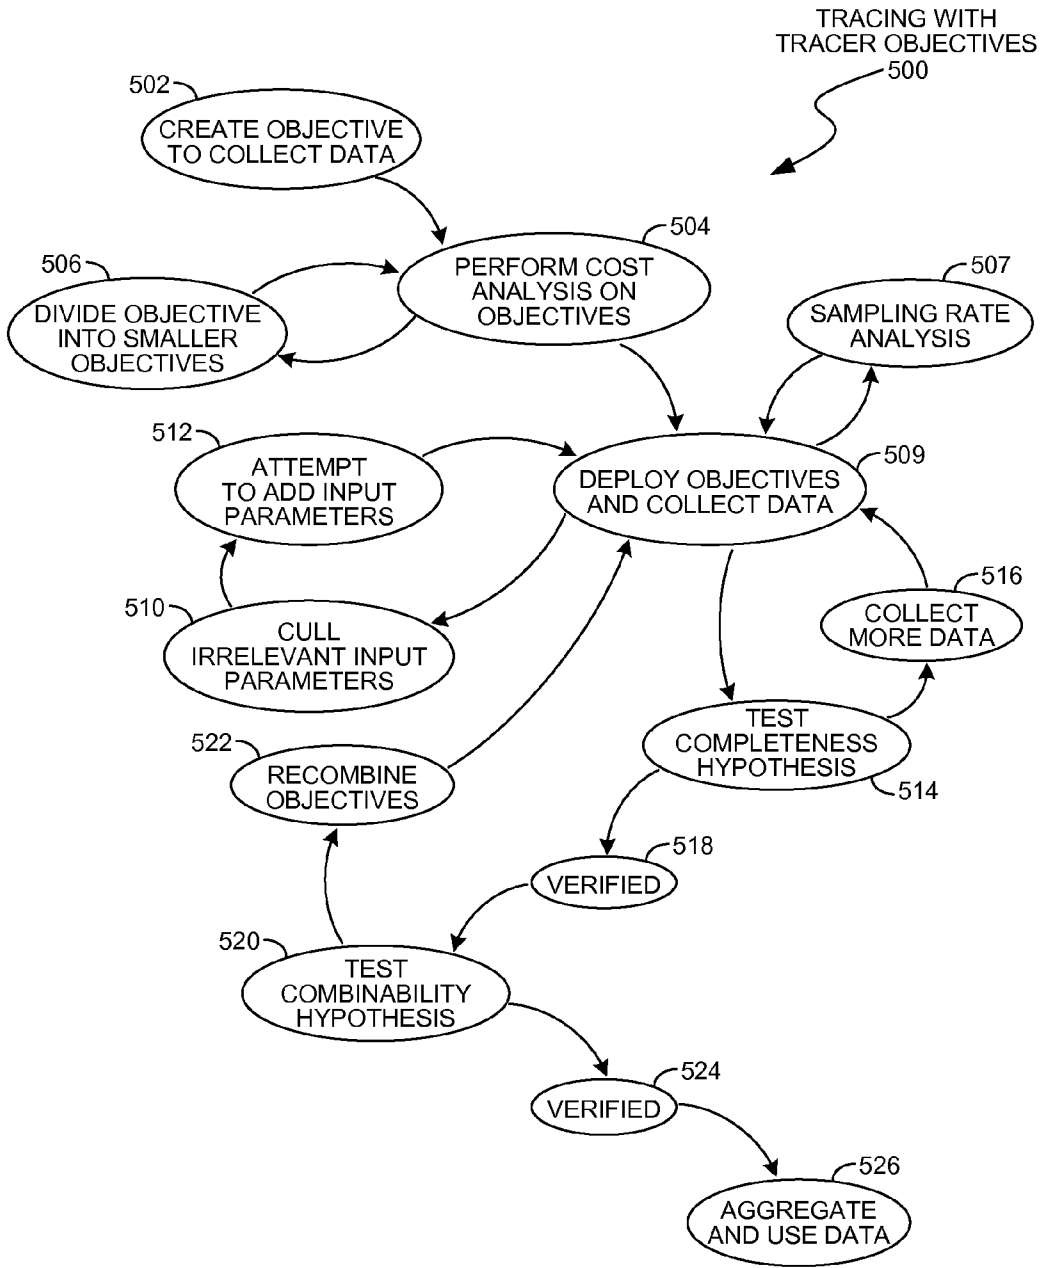 TRACING WITH
TRACER OBJECTIVES
500
502
CREATE OBJECTIVE
TO COLLECT DATA
504
PERFORM COST
ANALYSIS ON
OBJECTIVES
506
DIVIDE OBJECTIVE
INTO SMALLER
OBJECTIVES
507
SAMPLING RATE
ANALYSIS
512
ATTEMPT
TO ADD INPUT
PARAMETERS
509
DEPLOY OBJECTIVES
AND COLLECT DATA
516
COLLECT
MORE DATA
510
CULL
IRRELEVANT INPUT
PARAMETERS
TEST
COMPLETENESS
HYPOTHESIS
514
522
RECOMBINE
OBJECTIVES
518
VERIFIED
520
TEST
COMBINABILITY
HYPOTHESIS
524
VERIFIED
526
AGGREGATE
AND USE DATA